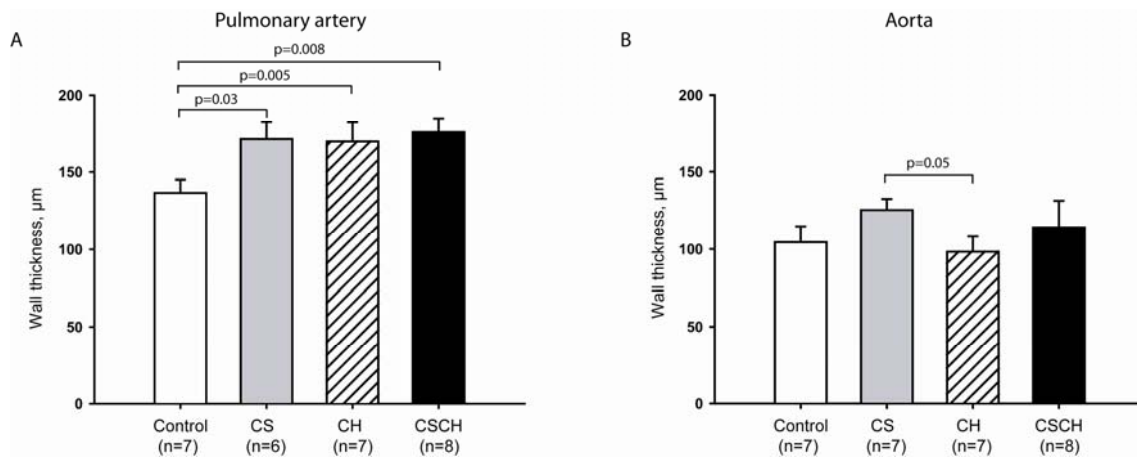 Pulmonary artery
A
p=0.008
p=0.005
p=0.03
200
150
100
50
0
Wall thickness, µm
Control
(n=7)
CS
(n=6)
CH
(n=7)
CSCH
(n=8)
Aorta
B
p=0.05
200
150
100
50
0
Wall thickness, µm
Control
(n=7)
CS
(n=7)
CH
(n=7)
CSCH
(n=8)